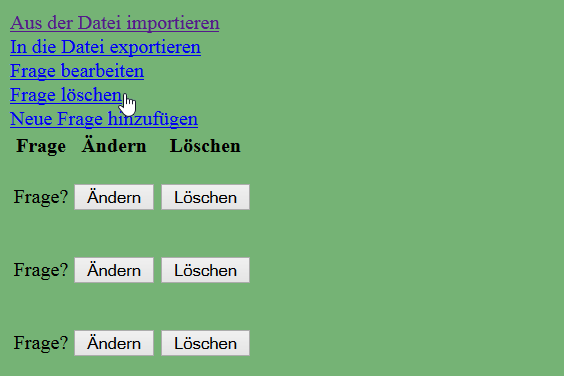 Aus der Datei importieren
In die Datei exportieren
Frage bearbeiten
Frage löschen
Neue Frage hinzufügen
Frage Ändern Löschen
Frage? Ändern Löschen
Frage? Ändern Löschen
Frage? Ändern Löschen